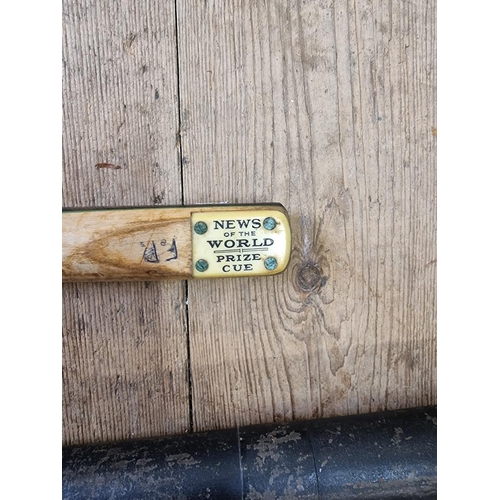 NEWS
OF THE
WORLD
PRIZE
CUE